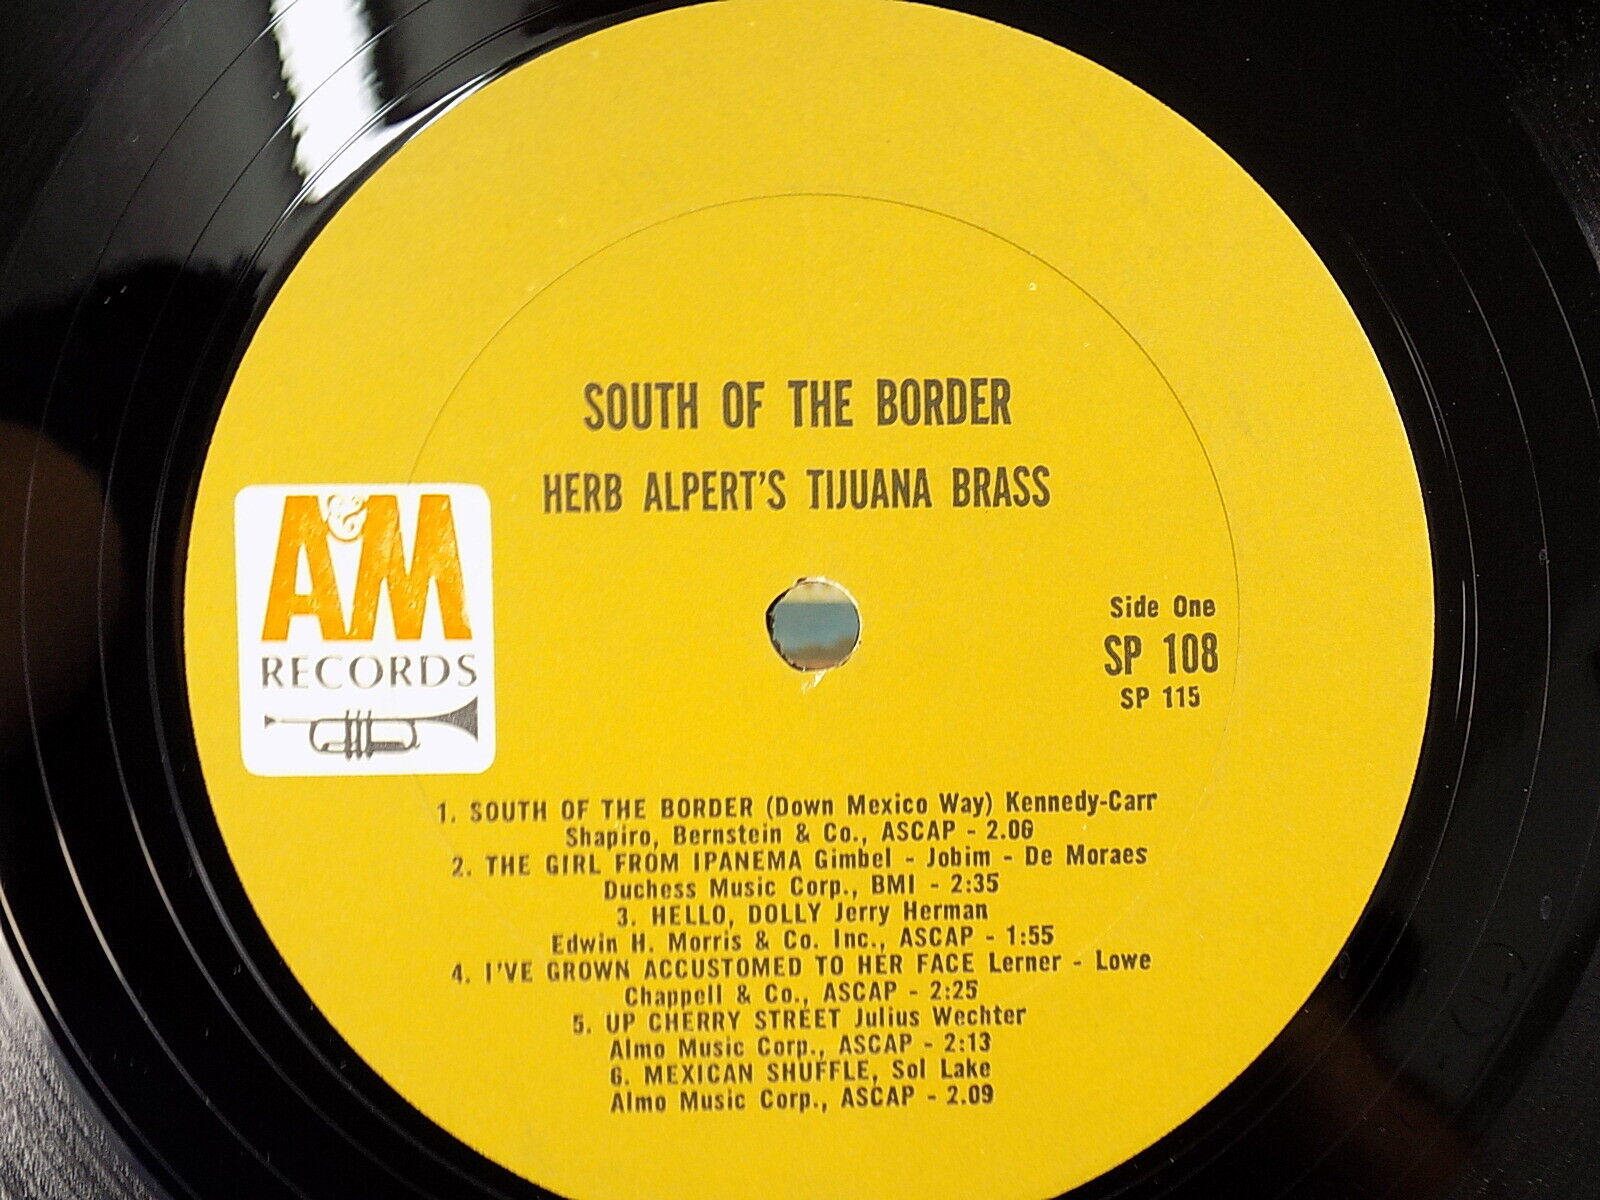 SOUTH OF THE BORDER
HERB ALPERT'S TIJUANA BRASS
A&M
RECORDS
Side One
SP 108
SP 115
1. SOUTH OF THE BORDER (Down Mexico Way) Kennedy-Carr
Shapiro, Bernstein & Co., ASCAP - 2.06
2. THE GIRL FROM IPANEMA Gimbel - Jobim - De Moraes
Duchess Music Corp., BMI - 2:35
3. HELLO, DOLLY Jerry Herman
Edwin H. Morris & Co. Inc., ASCAP - 1:55
4. I'VE GROWN ACCUSTOMED TO HER FACE Lerner - Lowe
Chappell & Co., ASCAP - 2:25
5. UP CHERRY STREET Julius Wechter
Almo Music Corp., ASCAP - 2:13
6. MEXICAN SHUFFLE, Sol Lake
Almo Music Corp., ASCAP - 2.09